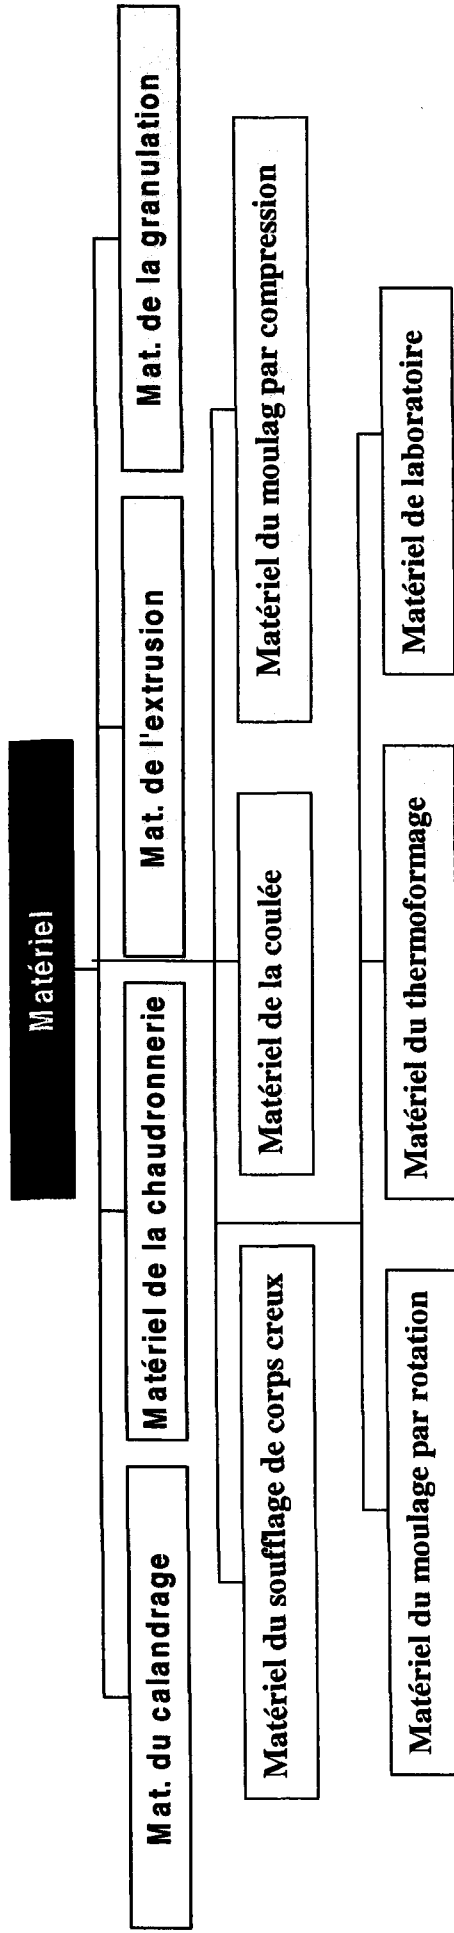 Matériel
Mat. du calandrage
Matériel de la chaudronnerie
Mat. de l'extrusion
Mat. de la granulation
Matériel du soufflage de corps creux
Matériel de la coulée
Matériel du moulag par compression
Matériel du moulage par rotation
Matériel du thermoformage
Matériel de laboratoire